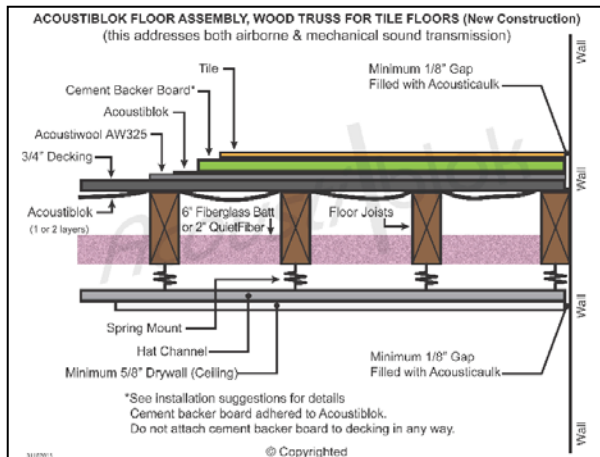 ACOUSTIBLOK FLOOR ASSEMBLY, WOOD TRUSS FOR TILE FLOORS (New Construction)
(this addresses both airborne & mechanical sound transmission)
Wall
Tile
Minimum 1/8" Gap
Filled with Acousticaulk
Cement Backer Board*
Acoustiblok
Acoustiwool AW325
3/4" Decking
Wall
Acoustiblok
(1 or 2 layers)
6" Fiberglass Batt
or 2" QuietFiber
Floor Joists
Acoustiblok
Wall
Spring Mount
Hat Channel
Minimum 5/8" Drywall (Ceiling)
Minimum 1/8" Gap
Filled with Acousticaulk
*See installation suggestions for details
Cement backer board adhered to Acoustiblok.
Do not attach cement backer board to decking in any way.
Wall
© Copyrighted